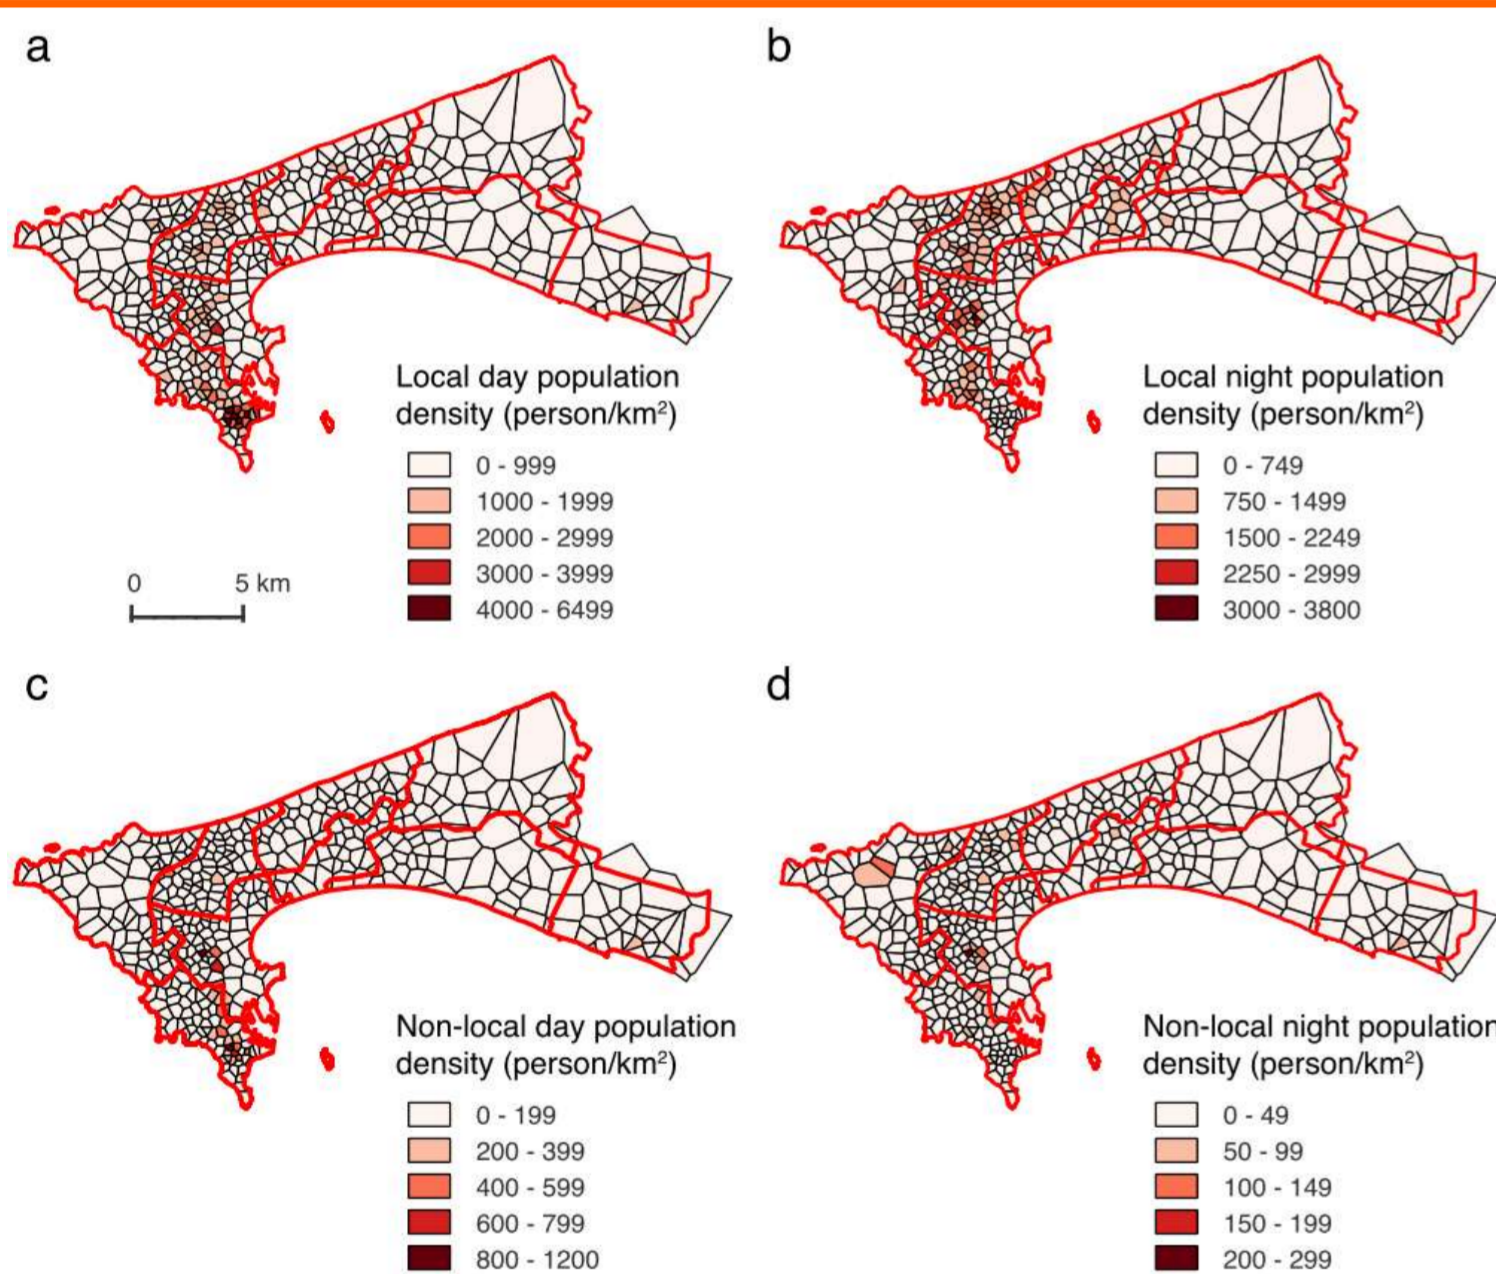 a
b
Local day population
density (person/km²)
0 - 999
1000 - 1999
2000 - 2999
3000 - 3999
4000 - 6499
0 5 km
Local night population
density (person/km²)
0 - 749
750 - 1499
1500 - 2249
2250 - 2999
3000 - 3800
c
d
Non-local day population
density (person/km²)
0 - 199
200 - 399
400 - 599
600 - 799
800 - 1200
Non-local night population
density (person/km²)
0 - 49
50 - 99
100 - 149
150 - 199
200 - 299